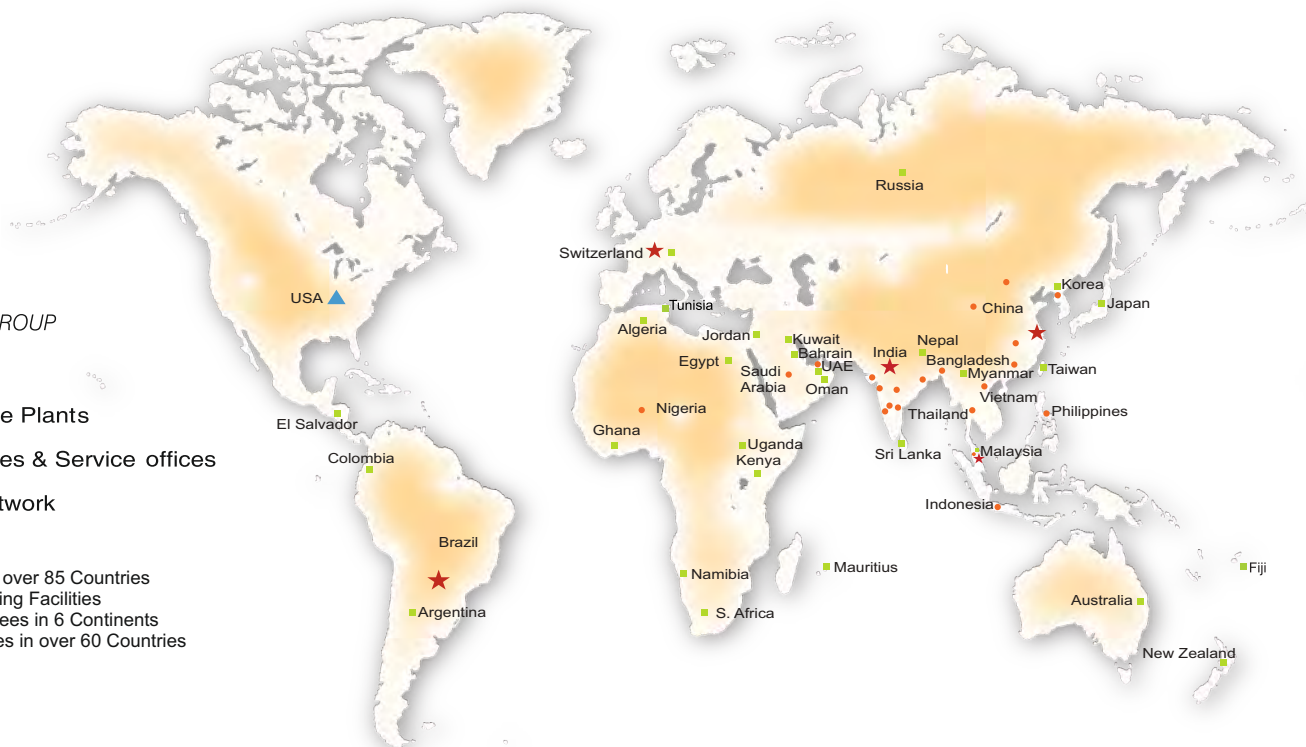 Russia
Switzerland
USA
Korea
China
Japan
Tunisia
GROUP
Algeria
Jordan
Kuwait
Nepal
India
Bahrain
Bangladesh
Egypt
UAE
Saudi
Arabia
Myanmar
Taiwan
Oman
Vietnam
Nigeria
Thailand
Philippines
e Plants
El Salvador
Ghana
Uganda
Colombia
Kenya
Sri Lanka
Malaysia
es & Service offices
twork
Indonesia
Brazil
Mauritius
Fiji
Namibia
over 85 Countries
ing Facilities
Australia
Argentina
S. Africa
ees in 6 Continents
es in over 60 Countries
New Zealand